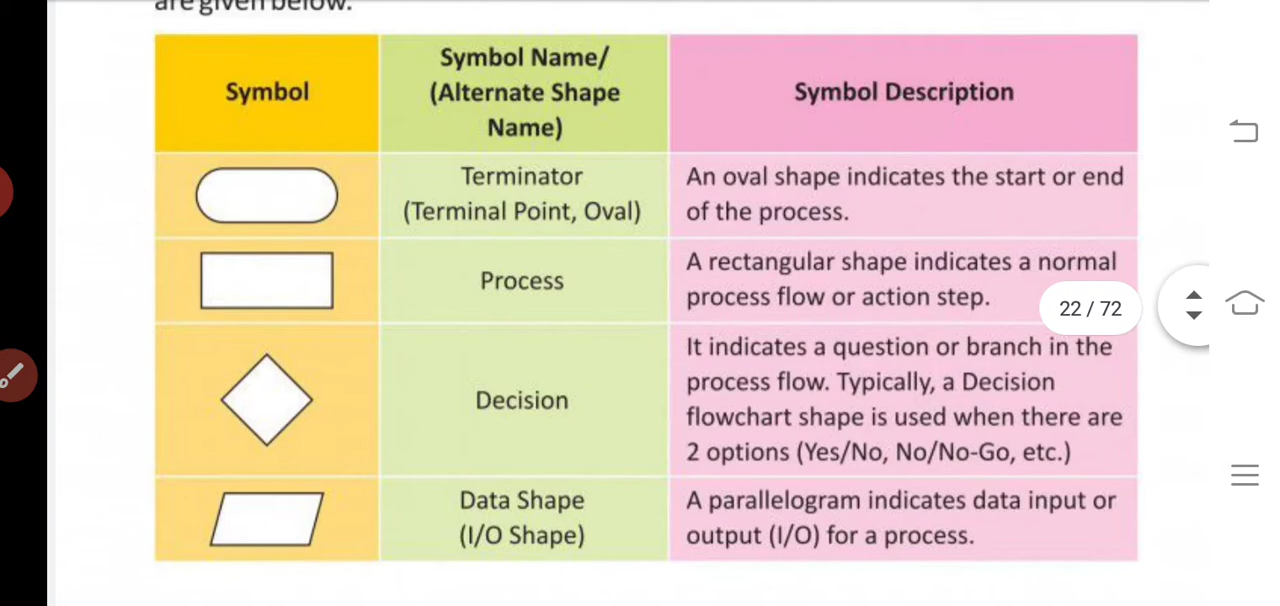 are given below.
Symbol
Symbol Name/
(Alternate Shape
Name)
Symbol Description
Terminator
(Terminal Point, Oval)
An oval shape indicates the start or end
of the process.
Process
A rectangular shape indicates a normal
process flow or action step.
22 / 72
Decision
It indicates a question or branch in the
process flow. Typically, a Decision
flowchart shape is used when there are
2 options (Yes/No, No/No-Go, etc.)
Data Shape
(I/O Shape)
A parallelogram indicates data input or
output (I/O) for a process.